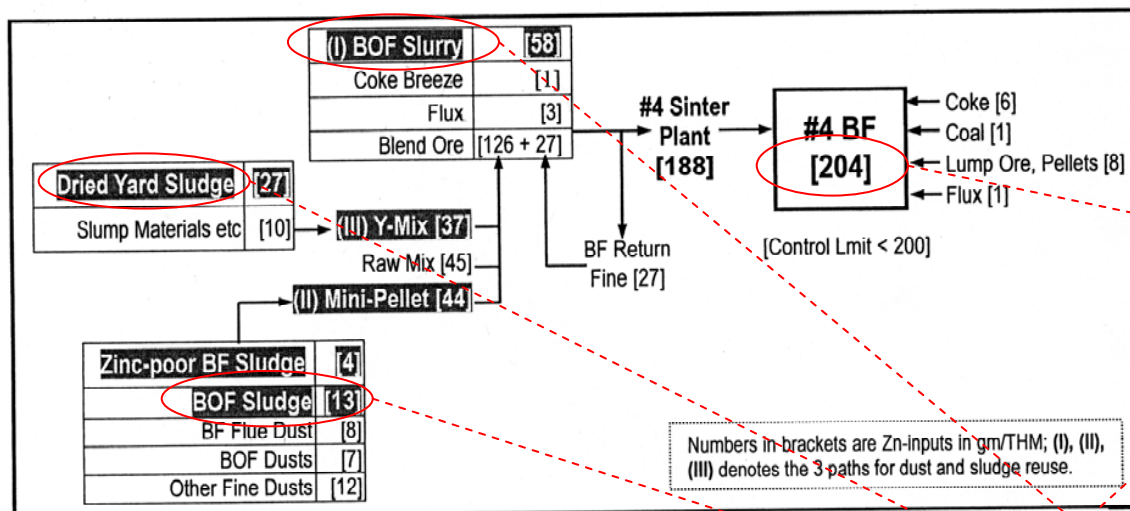 (I) BOF Slurry [58]
Coke Breeze [1]
Flux [3]
Blend Ore [126 + 27]
#4 Sinter
Plant
[188]
#4 BF
[204]
Coke [6]
Coal [1]
Lump Ore, Pellets [8]
Flux [1]
[Control Lmit < 200]
Dried Yard Sludge [27]
Slump Materials etc [10]
(III) Y-Mix [37]
Raw Mix [45]
(II) Mini-Pellet [44]
BF Return
Fine [27]
Zinc-poor BF Sludge [4]
BOF Sludge [13]
BF Flue Dust [8]
BOF Dusts [7]
Other Fine Dusts [12]
Numbers in brackets are Zn-inputs in gm/THM; (I), (II),
(III) denotes the 3 paths for dust and sludge reuse.